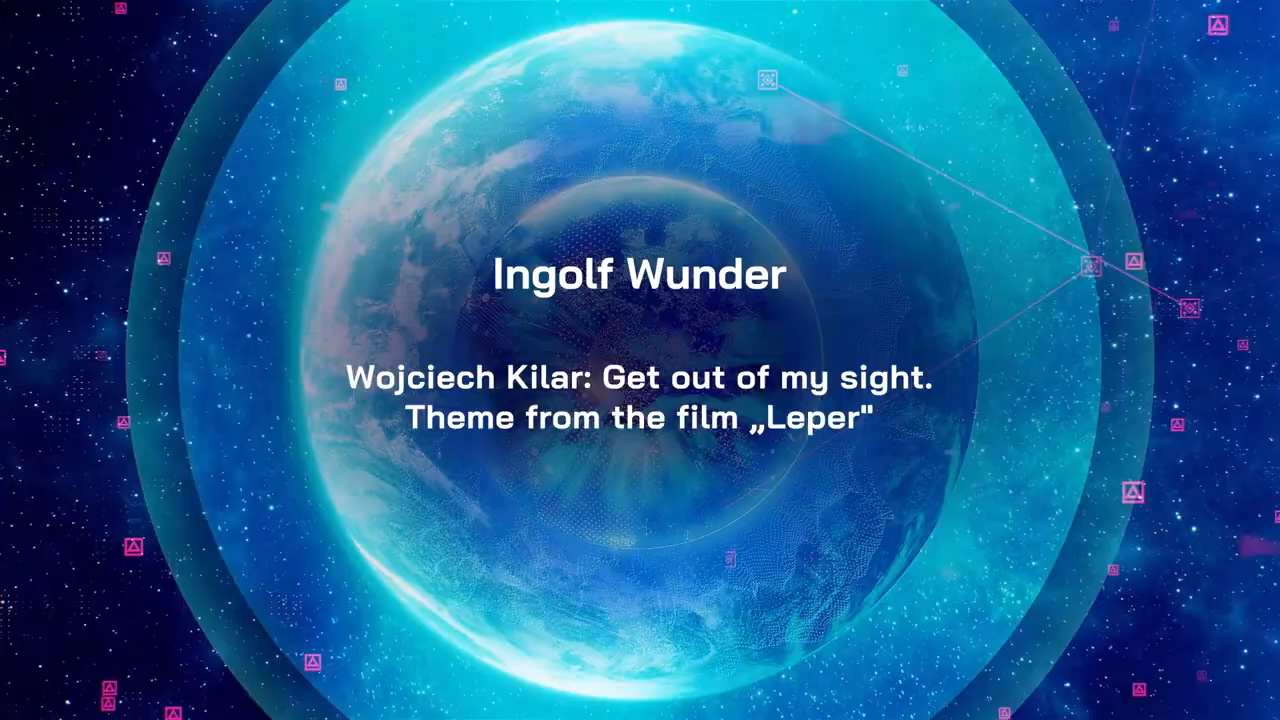 Ingolf Wunder
Wojciech Kilar: Get out of my sight.
Theme from the film „Leper"